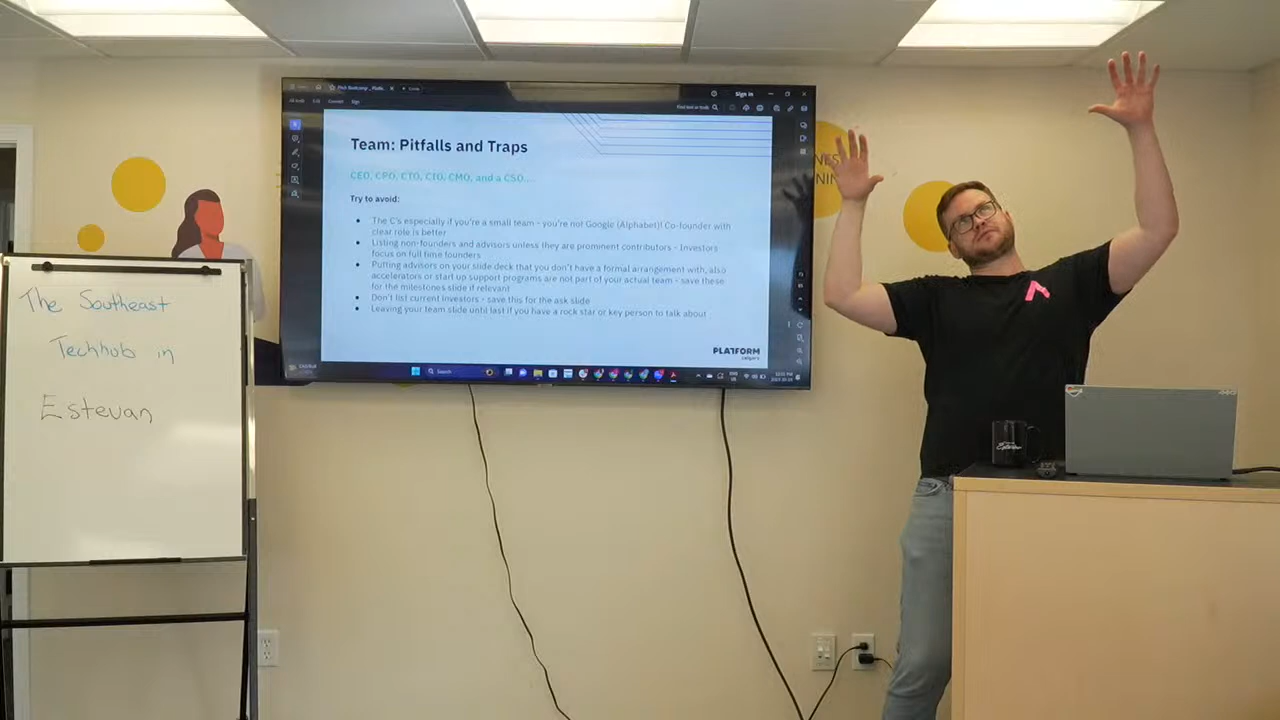 The Southeast
Techhub in
Estevan
Sign in
Team: Pitfalls and Traps
CEO, CPO, CTO, CIO, CMO, and a CSO...
Try to avoid:
The C's especially if you're a small team - you're not Google (Alphabet)! Co-founder with
clear role is better
Listing non-founders and advisors unless they are prominent contributors - Investors
focus on full time founders
Putting advisors on your slide deck that you don't have a formal arrangement with, also
accelerators or start up support programs are not part of your actual team - save these
for the milestones slide if relevant
Don't list current investors - save this for the ask slide
Leaving your team slide until last if you have a rock star or key person to talk about
PLATFORM
Search